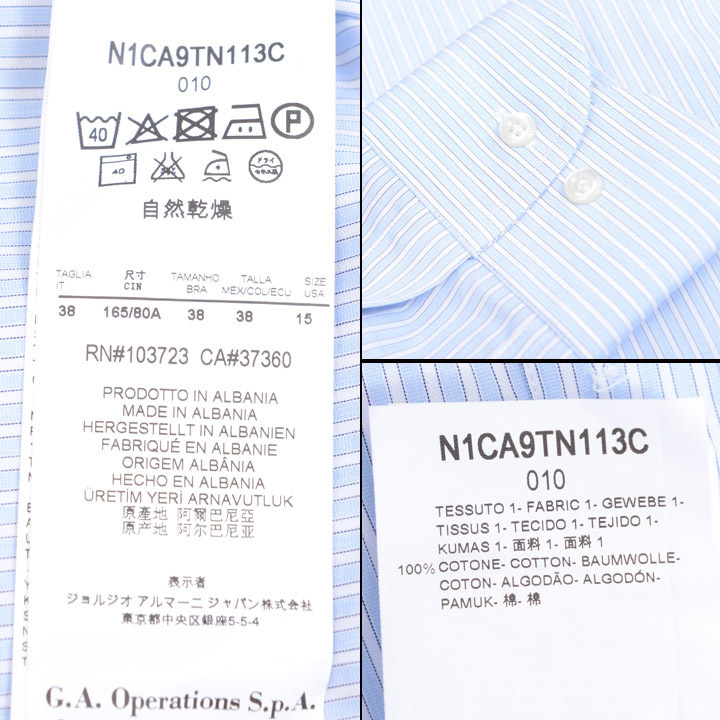 N1CA9TN113C
010
40
P
40
ドライ
セキユ系
自然乾燥
TAGLIA IT 尺寸 CIN TAMANHO BRA TALLA MEX/COL/ECU SIZE USA
38 165/80A 38 38 15
RN#103723 CA#37360
PRODOTTO IN ALBANIA
MADE IN ALBANIA
HERGESTELLT IN ALBANIEN
FABRIQUÉ EN ALBANIE
ORIGEM ALBÂNIA
HECHO EN ALBANIA
ÜRETİM YERİ ARNAVUTLUK
原產地 阿爾巴尼亞
原产地 阿尔巴尼亚
表示者
ジョルジオ アルマーニ ジャパン株式会社
東京都中央区銀座5-5-4
G.A. Operations S.p.A.
N1CA9TN113C
010
TESSUTO 1- FABRIC 1- GEWEBE 1-
TISSUS 1- TECIDO 1- TEJIDO 1-
KUMAS 1- 面料 1- 面料 1
100% COTONE- COTTON- BAUMWOLLE-
COTON- ALGODÃO- ALGODÓN-
PAMUK- 棉- 棉